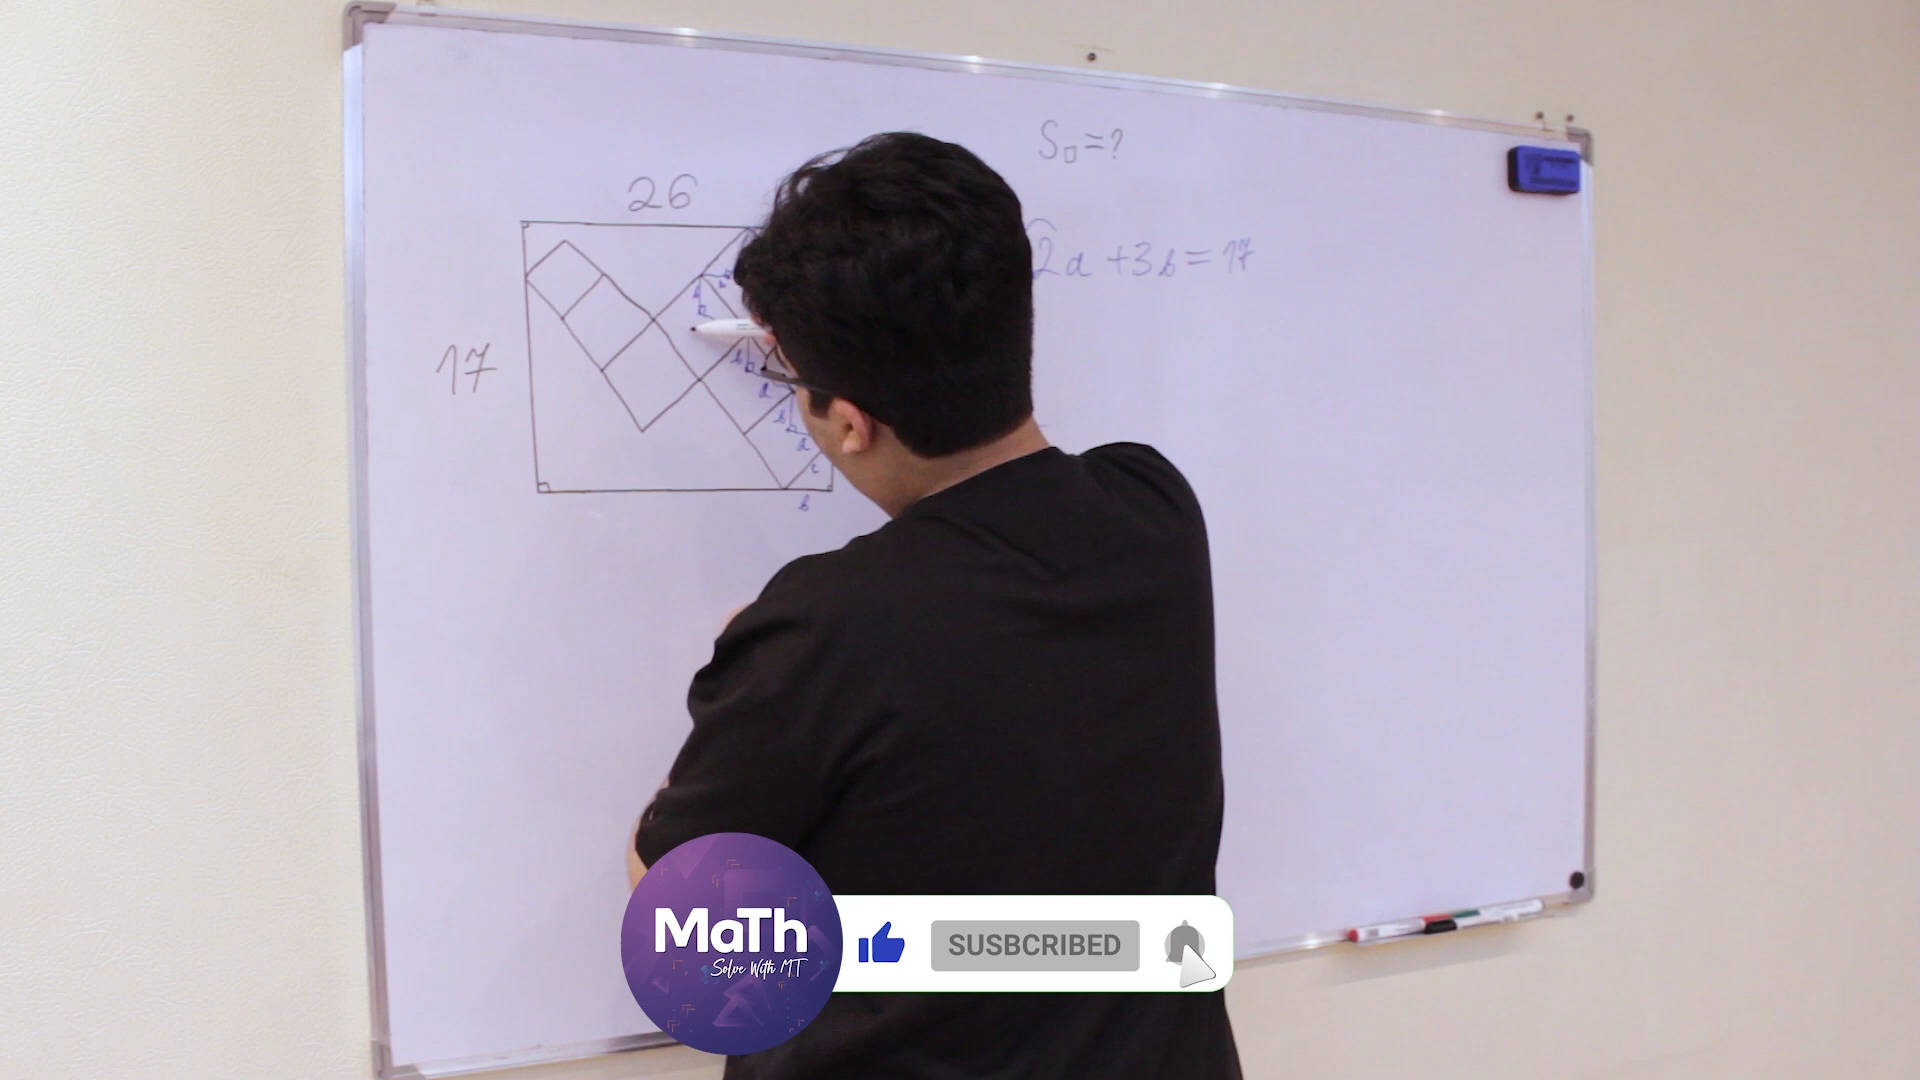 S□=?
26
2a+3b=17
17
b
b
a
b
a
c
b
MaTh
Solve With MT
SUSBCRIBED